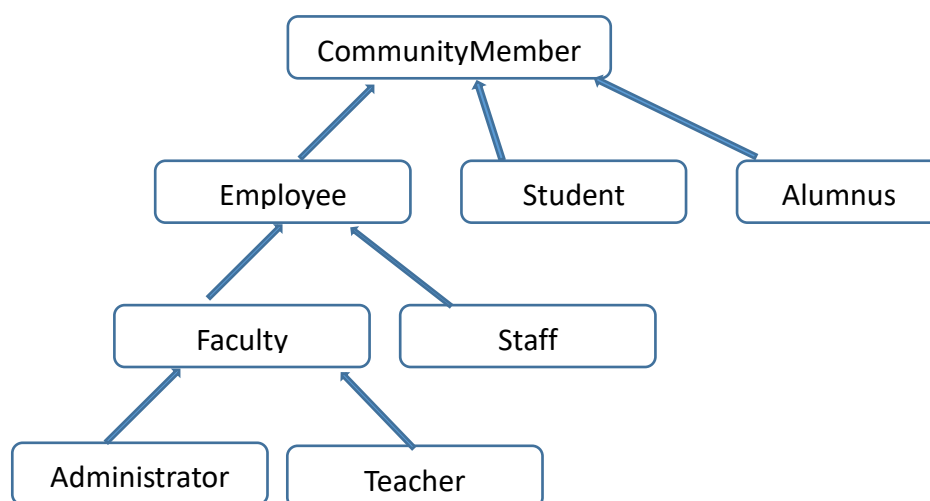 CommunityMember
Employee
Student
Alumnus
Faculty
Staff
Administrator
Teacher